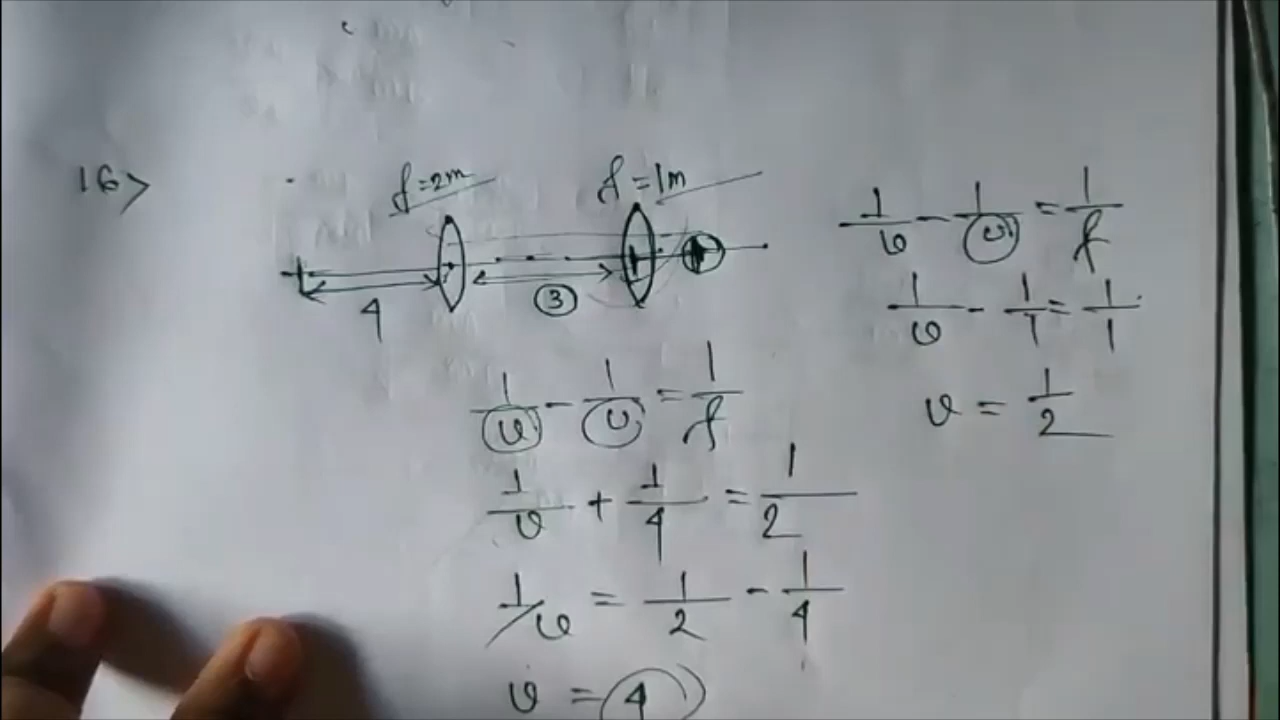 16>
f=2m
f=1m
4
3
1/v - 1/u = 1/f
1/v + 1/4 = 1/2
1/v = 1/2 - 1/4
v = 4
1/v - 1/u = 1/f
1/v - 1/1 = 1/1
v = 1/2